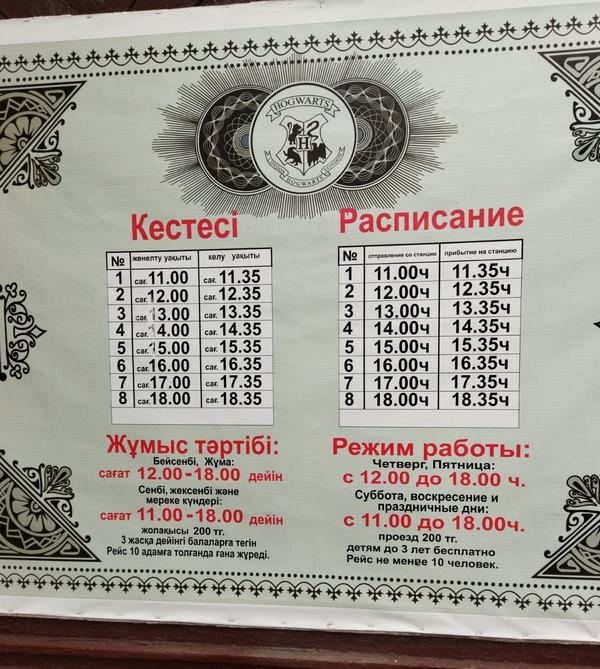 HOGWARTS
Кестесі
№ жөнелту уақыты келу уақыты
1 сағ. 11.00 сағ. 11.35
2 сағ. 12.00 сағ. 12.35
3 сағ. 13.00 сағ. 13.35
4 сағ. 14.00 сағ. 14.35
5 сағ. 15.00 сағ. 15.35
6 сағ. 16.00 сағ. 16.35
7 сағ. 17.00 сағ. 17.35
8 сағ. 18.00 сағ. 18.35
Жұмыс тәртібі:
Бейсенбі, Жұма:
сағат 12.00-18.00 дейін
Сенбі, жексенбі және
мереке күндері:
сағат 11.00-18.00 дейін
жолақысы 200 тг.
3 жасқа дейінгі балаларға тегін
Рейс 10 адамға толғанда ғана жүреді.
Расписание
№ отправление со станции прибытие на станцию
1 11.00ч 11.35ч
2 12.00ч 12.35ч
3 13.00ч 13.35ч
4 14.00ч 14.35ч
5 15.00ч 15.35ч
6 16.00ч 16.35ч
7 17.00ч 17.35ч
8 18.00ч 18.35ч
Режим работы:
Четверг, Пятница:
с 12.00 до 18.00 ч.
Суббота, воскресение и
праздничные дни:
с 11.00 до 18.00ч.
проезд 200 тг.
детям до 3 лет бесплатно
Рейс не менее 10 человек.